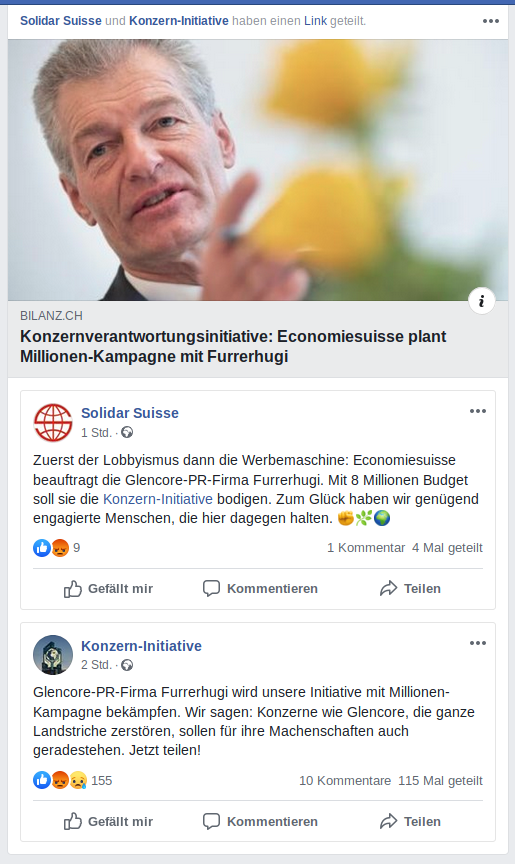 Solidar Suisse und Konzern-Initiative haben einen Link geteilt.
BILANZ.CH
Konzernverantwortungsinitiative: Economiesuisse plant
Millionen-Kampagne mit Furrerhugi
Solidar Suisse
1 Std. ·
Zuerst der Lobbyismus dann die Werbemaschine: Economiesuisse
beauftragt die Glencore-PR-Firma Furrerhugi. Mit 8 Millionen Budget
soll sie die Konzern-Initiative bodigen. Zum Glück haben wir genügend
engagierte Menschen, die hier dagegen halten. ✊🌿🌍
9 1 Kommentar 4 Mal geteilt
Gefällt mir Kommentieren Teilen
Konzern-Initiative
2 Std. ·
Glencore-PR-Firma Furrerhugi wird unsere Initiative mit Millionen-
Kampagne bekämpfen. Wir sagen: Konzerne wie Glencore, die ganze
Landstriche zerstören, sollen für ihre Machenschaften auch
geradestehen. Jetzt teilen!
155 10 Kommentare 115 Mal geteilt
Gefällt mir Kommentieren Teilen